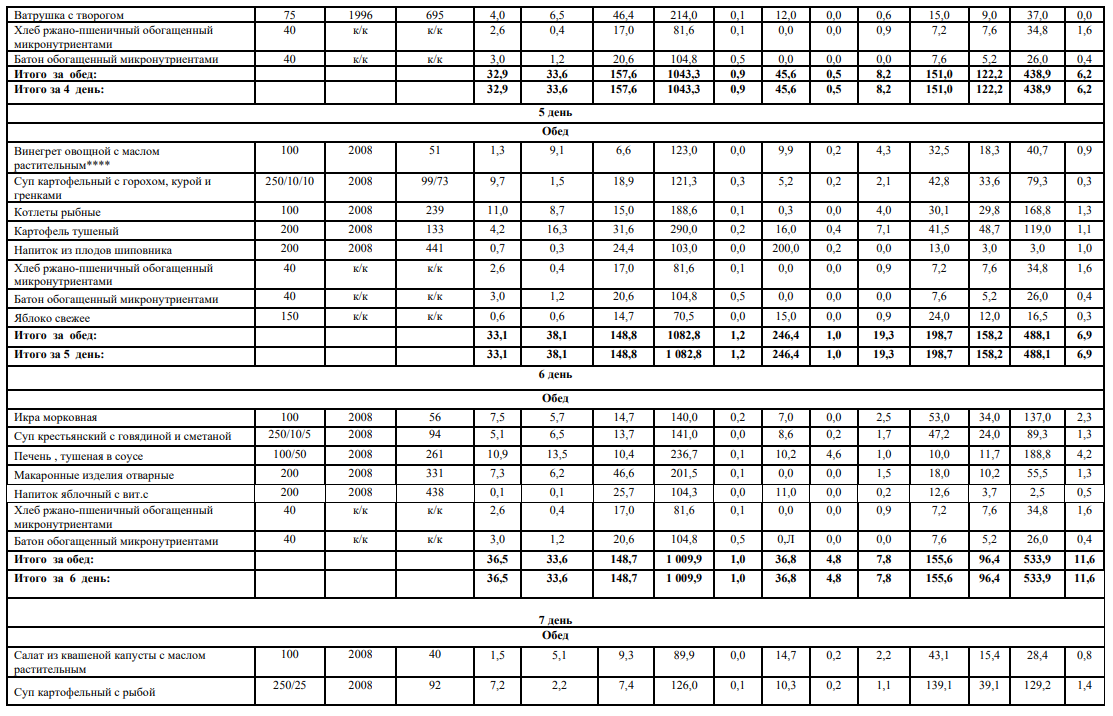 Ватрушка с творогом 75 1996 695 4,0 6,5 46,4 214,0 0,1 12,0 0,0 0,6 15,0 9,0 37,0 0,0
Хлеб ржано-пшеничный обогащенный 40 к/к к/к 2,6 0,4 17,0 81,6 0,1 0,0 0,0 0,9 7,2 7,6 34,8 1,6
микронутриентами
Батон обогащенный микронутриентами 40 к/к к/к 3,0 1,2 20,6 104,8 0,5 0,0 0,0 0,0 7,6 5,2 26,0 0,4
Итого за обед: 32,9 33,6 157,6 1043,3 0,9 45,6 0,5 8,2 151,0 122,2 438,9 6,2
Итого за 4 день: 32,9 33,6 157,6 1043,3 0,9 45,6 0,5 8,2 151,0 122,2 438,9 6,2
5 день
Обед
Винегрет овощной с маслом 100 2008 51 1,3 9,1 6,6 123,0 0,0 9,9 0,2 4,3 32,5 18,3 40,7 0,9
растительным****
Суп картофельный с горохом, курой и 250/10/10 2008 99/73 9,7 1,5 18,9 121,3 0,3 5,2 0,2 2,1 42,8 33,6 79,3 0,3
гренками
Котлеты рыбные 100 2008 239 11,0 8,7 15,0 188,6 0,1 0,3 0,0 4,0 30,1 29,8 168,8 1,3
Картофель тушеный 200 2008 133 4,2 16,3 31,6 290,0 0,2 16,0 0,4 7,1 41,5 48,7 119,0 1,1
Напиток из плодов шиповника 200 2008 441 0,7 0,3 24,4 103,0 0,0 200,0 0,2 0,0 13,0 3,0 3,0 1,0
Хлеб ржано-пшеничный обогащенный 40 к/к к/к 2,6 0,4 17,0 81,6 0,1 0,0 0,0 0,9 7,2 7,6 34,8 1,6
микронутриентами
Батон обогащенный микронутриентами 40 к/к к/к 3,0 1,2 20,6 104,8 0,5 0,0 0,0 0,0 7,6 5,2 26,0 0,4
Яблоко свежее 150 к/к к/к 0,6 0,6 14,7 70,5 0,0 15,0 0,0 0,9 24,0 12,0 16,5 0,3
Итого за обед: 33,1 38,1 148,8 1082,8 1,2 246,4 1,0 19,3 198,7 158,2 488,1 6,9
Итого за 5 день: 33,1 38,1 148,8 1 082,8 1,2 246,4 1,0 19,3 198,7 158,2 488,1 6,9
6 день
Обед
Икра морковная 100 2008 56 7,5 5,7 14,7 140,0 0,2 7,0 0,0 2,5 53,0 34,0 137,0 2,3
Суп крестьянский с говядиной и сметаной 250/10/5 2008 94 5,1 6,5 13,7 141,0 0,0 8,6 0,2 1,7 47,2 24,0 89,3 1,3
Печень , тушеная в соусе 100/50 2008 261 10,9 13,5 10,4 236,7 0,1 10,2 4,6 1,0 10,0 11,7 188,8 4,2
Макаронные изделия отварные 200 2008 331 7,3 6,2 46,6 201,5 0,1 0,0 0,0 1,5 18,0 10,2 55,5 1,3
Напиток яблочный с вит.с 200 2008 438 0,1 0,1 25,7 104,3 0,0 11,0 0,0 0,2 12,6 3,7 2,5 0,5
Хлеб ржано-пшеничный обогащенный 40 к/к к/к 2,6 0,4 17,0 81,6 0,1 0,0 0,0 0,9 7,2 7,6 34,8 1,6
микронутриентами
Батон обогащенный микронутриентами 40 к/к к/к 3,0 1,2 20,6 104,8 0,5 0,Л 0,0 0,0 7,6 5,2 26,0 0,4
Итого за обед: 36,5 33,6 148,7 1 009,9 1,0 36,8 4,8 7,8 155,6 96,4 533,9 11,6
Итого за 6 день: 36,5 33,6 148,7 1 009,9 1,0 36,8 4,8 7,8 155,6 96,4 533,9 11,6
7 день
Обед
Салат из квашеной капусты с маслом 100 2008 40 1,5 5,1 9,3 89,9 0,0 14,7 0,2 2,2 43,1 15,4 28,4 0,8
растительным
Суп картофельный с рыбой 250/25 2008 92 7,2 2,2 7,4 126,0 0,1 10,3 0,2 1,1 139,1 39,1 129,2 1,4